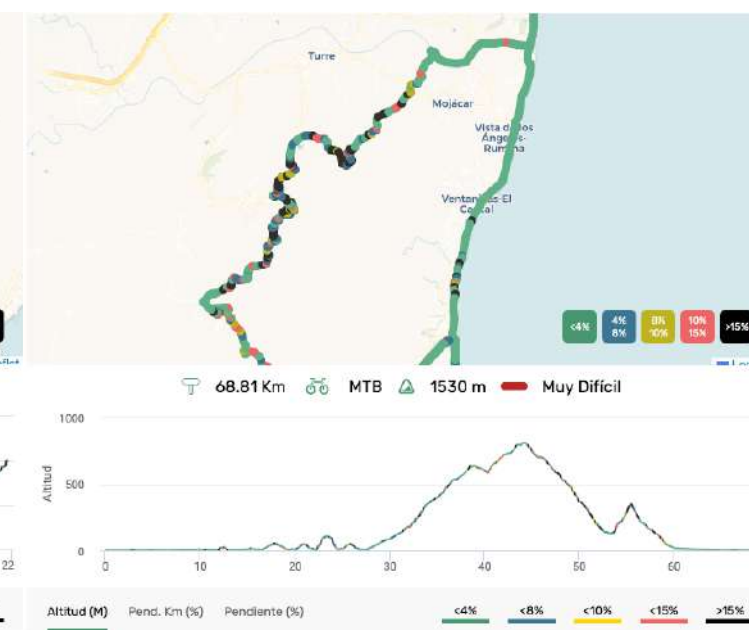 Turre
Mojácar
Vista de los
Ángeles-
Rumina
Ventanicas-El
Cantal
<4%
4%
8%
8%
10%
10%
15%
>15%
68.81 Km
MTB
1530 m
Muy Difícil
1000
500
0
Altitud
0
10
20
30
40
50
60
22
Altitud (M)
Pend. Km (%)
Pendiente (%)
<4%
<8%
<10%
<15%
>15%